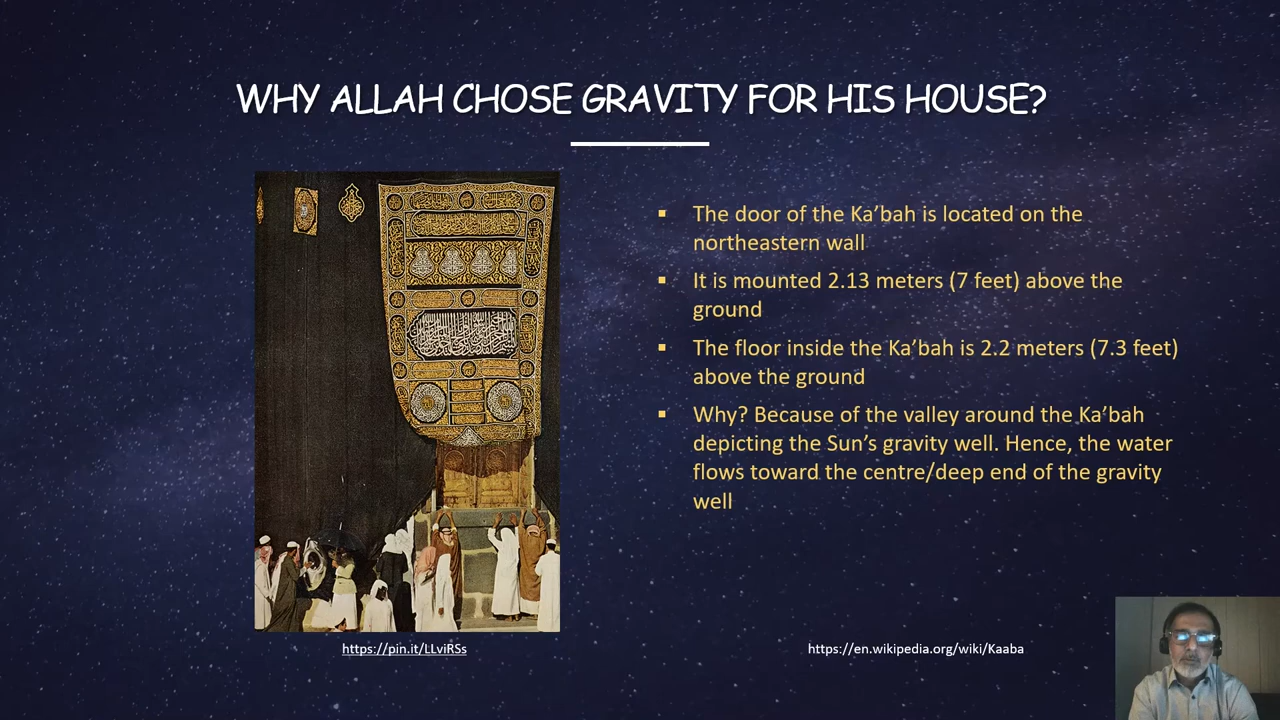 WHY ALLAH CHOSE GRAVITY FOR HIS HOUSE?
▪ The door of the Ka’bah is located on the
northeastern wall
▪ It is mounted 2.13 meters (7 feet) above the
ground
▪ The floor inside the Ka’bah is 2.2 meters (7.3 feet)
above the ground
▪ Why? Because of the valley around the Ka’bah
depicting the Sun’s gravity well. Hence, the water
flows toward the centre/deep end of the gravity
well
https://pin.it/LLviRSs
https://en.wikipedia.org/wiki/Kaaba